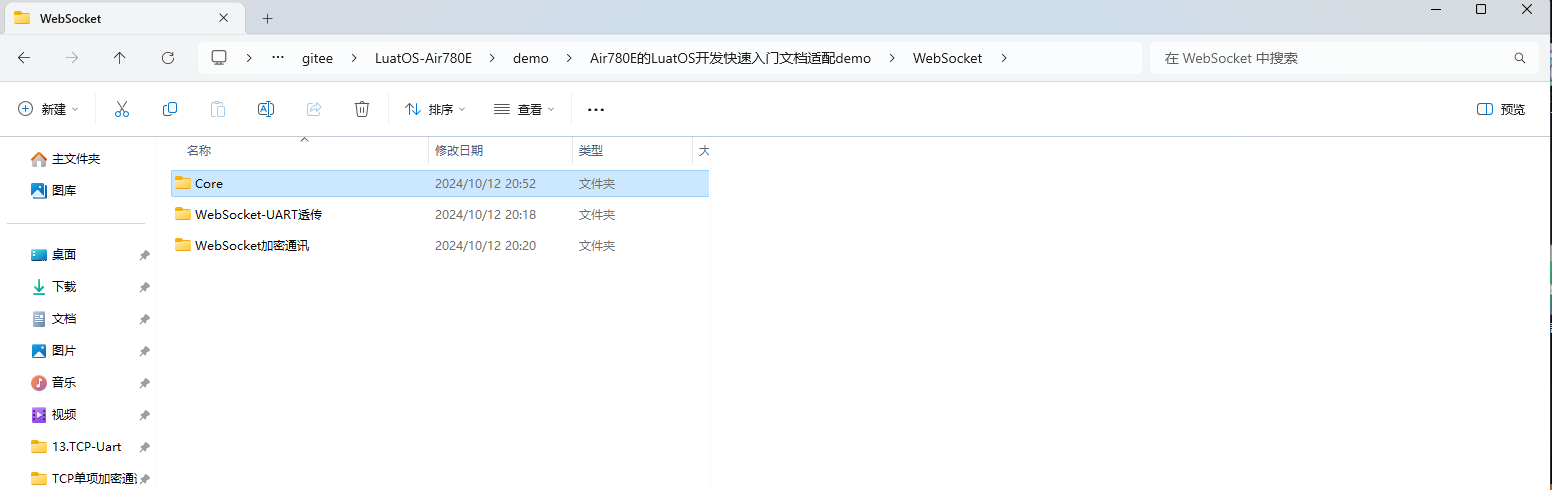 WebSocket
gitee LuatOS-Air780E demo Air780E的LuatOS开发快速入门文档适配demo WebSocket 在 WebSocket 中搜索
新建 排序 查看 预览
名称 修改日期 类型 大
主文件夹
图库
Core 2024/10/12 20:52 文件夹
WebSocket-UART透传 2024/10/12 20:18 文件夹
WebSocket加密通讯 2024/10/12 20:20 文件夹
桌面
下载
文档
图片
音乐
视频
13.TCP-Uart
TCP单项加密通